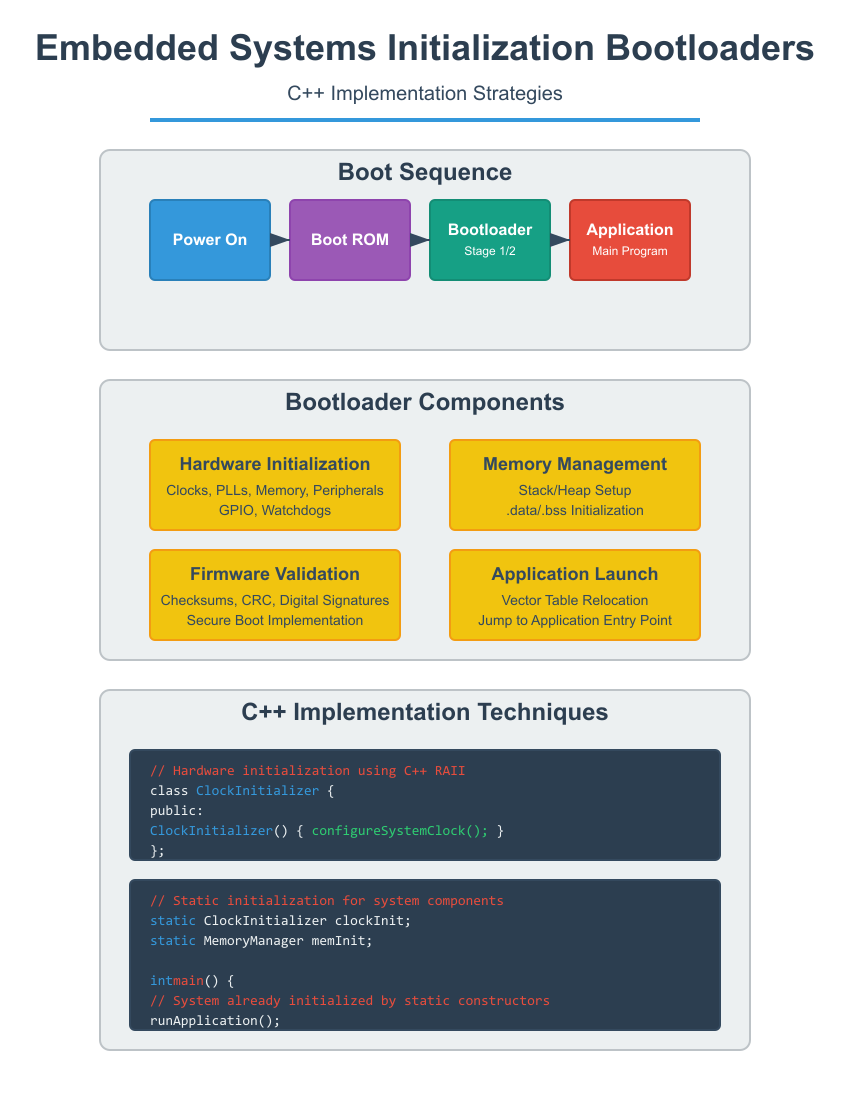 Embedded Systems Initialization Bootloaders
C++ Implementation Strategies
Boot Sequence
Power On
Boot ROM
Bootloader
Stage 1/2
Application
Main Program
Bootloader Components
Hardware Initialization
Clocks, PLLs, Memory, Peripherals
GPIO, Watchdogs
Memory Management
Stack/Heap Setup
.data/.bss Initialization
Firmware Validation
Checksums, CRC, Digital Signatures
Secure Boot Implementation
Application Launch
Vector Table Relocation
Jump to Application Entry Point
C++ Implementation Techniques
// Hardware initialization using C++ RAII
class ClockInitializer {
public:
ClockInitializer() { configureSystemClock(); }
};
// Static initialization for system components
static ClockInitializer clockInit;
static MemoryManager memInit;
intmain() {
// System already initialized by static constructors
runApplication();